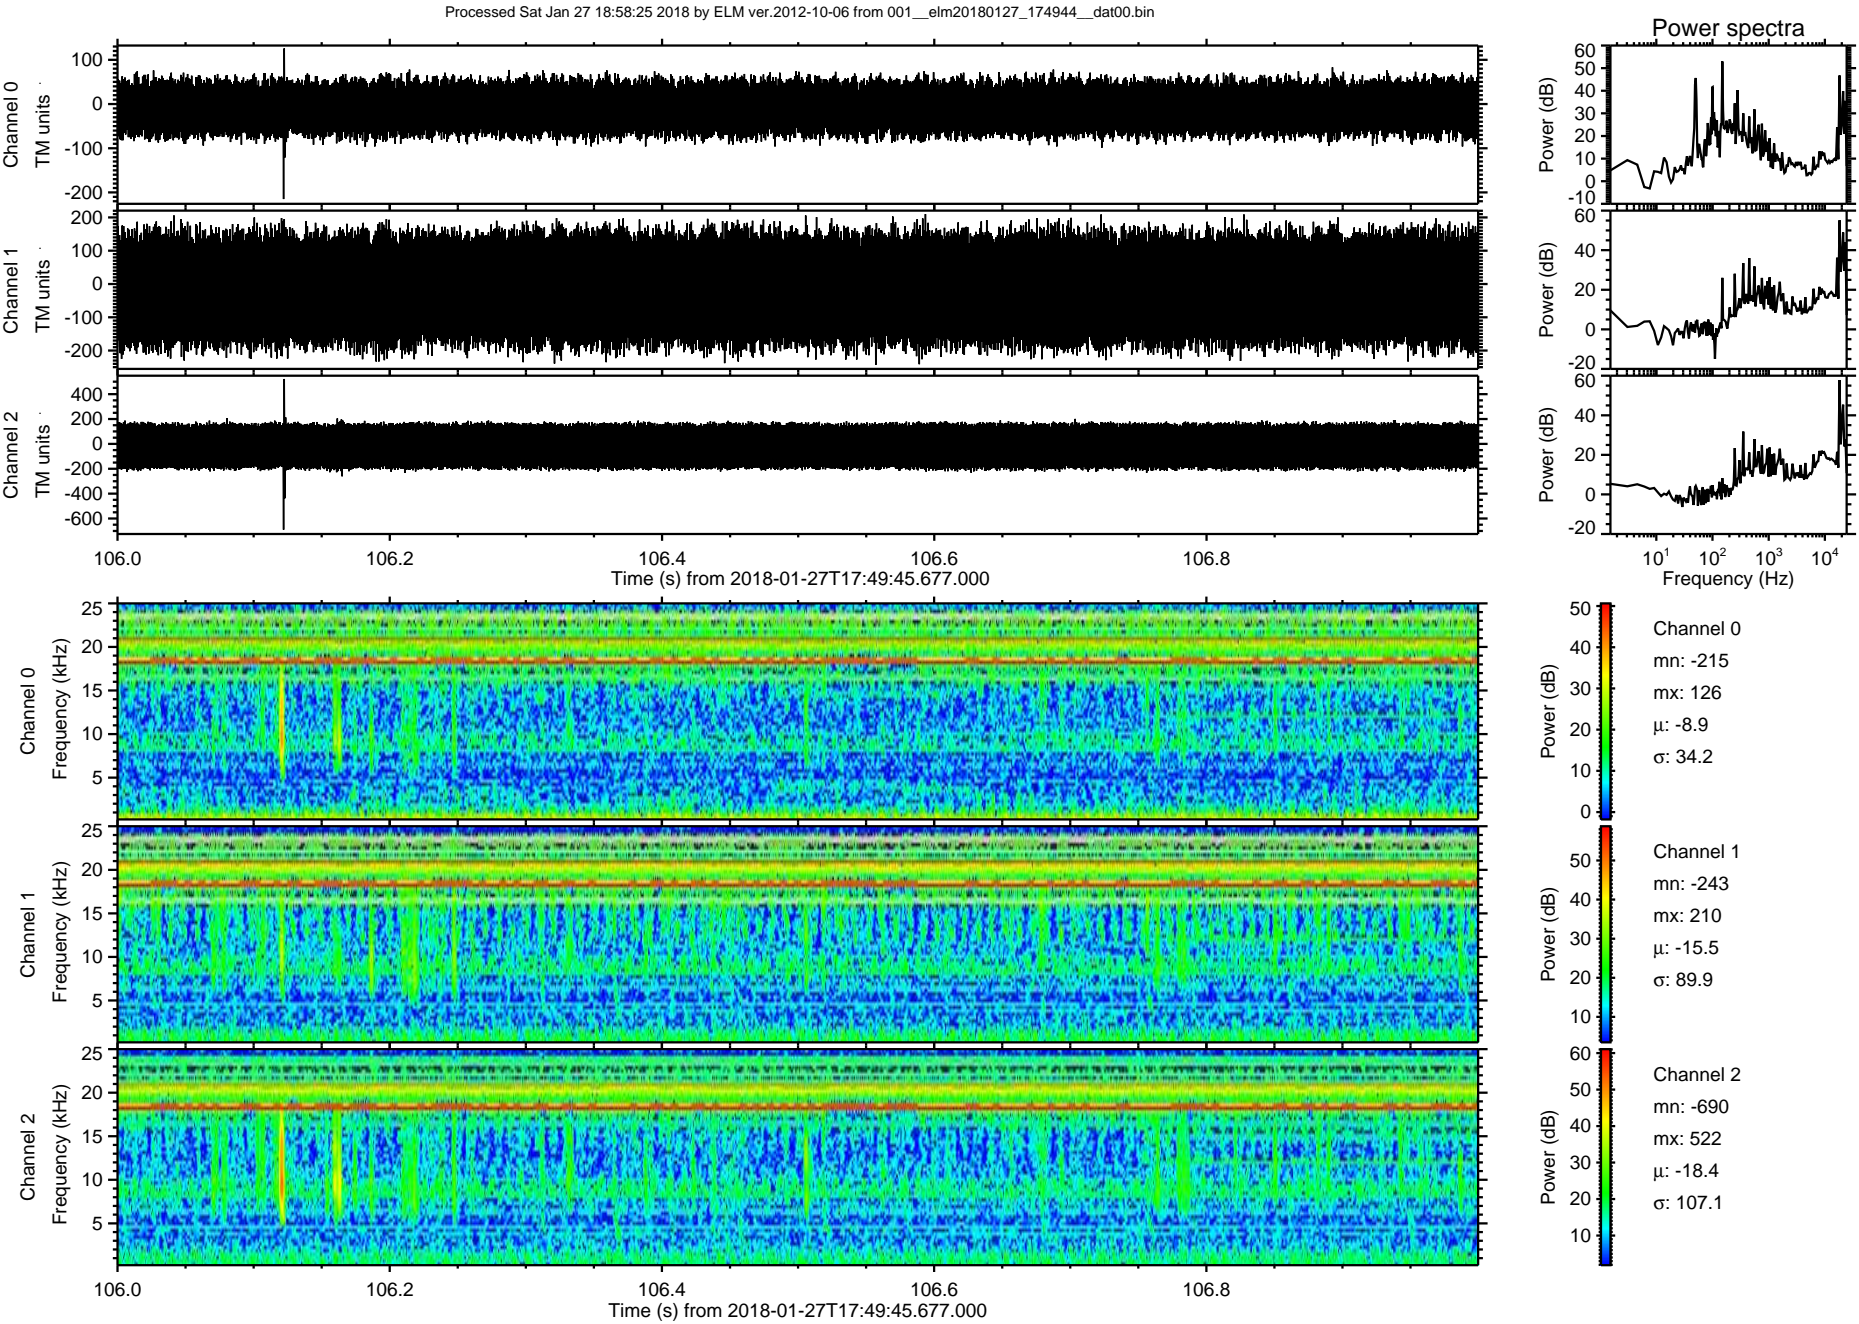 Processed Sat Jan 27 18:58:25 2018 by ELM ver.2012-10-06 from 001__elm20180127_174944__dat00.bin
Power spectra
Channel 0
TM units
100
0
-100
-200
Power (dB)
60
50
40
30
20
10
0
-10
Channel 1
TM units
200
100
0
-100
-200
Power (dB)
60
40
20
0
-20
Channel 2
TM units
400
200
0
-200
-400
-600
Power (dB)
60
40
20
0
-20
106.0 106.2 106.4 106.6 106.8
Time (s) from 2018-01-27T17:49:45.677.000
10^1 10^2 10^3 10^4
Frequency (Hz)
Channel 0
Frequency (kHz)
25
20
15
10
5
Power (dB)
50
40
30
20
10
0
Channel 0
mn: -215
mx: 126
μ: -8.9
σ: 34.2
Channel 1
Frequency (kHz)
25
20
15
10
5
Power (dB)
50
40
30
20
10
Channel 1
mn: -243
mx: 210
μ: -15.5
σ: 89.9
Channel 2
Frequency (kHz)
25
20
15
10
5
Power (dB)
60
50
40
30
20
10
Channel 2
mn: -690
mx: 522
μ: -18.4
σ: 107.1
106.0 106.2 106.4 106.6 106.8
Time (s) from 2018-01-27T17:49:45.677.000